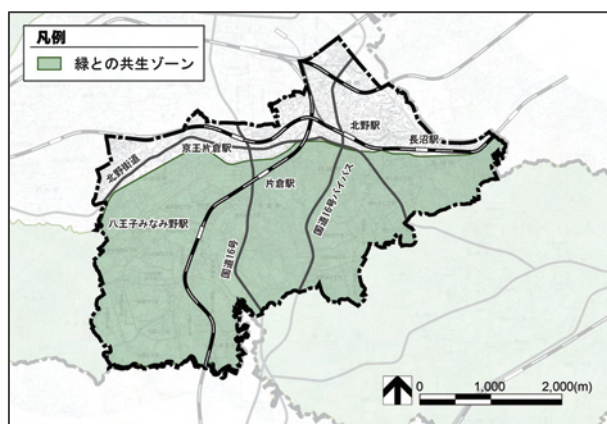 凡例
緑との共生ゾーン
北野駅
長沼駅
京王片倉駅
北野街道
片倉駅
国道16号バイパス
八王子みなみ野駅
国道16号
0 1,000 2,000(m)